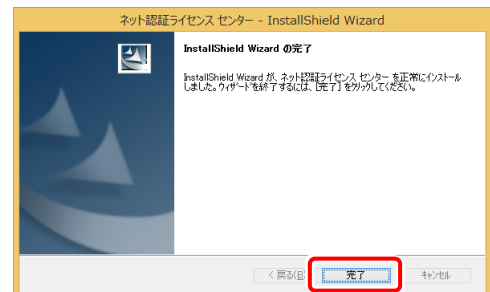 ネット認証ライセンス センター - InstallShield Wizard
InstallShield Wizard の完了
InstallShield Wizard が、ネット認証ライセンス センター を正常にインストール
しました。ウィザードを終了するには、[完了] をクリックしてください。
< 戻る(B)
完了
キャンセル